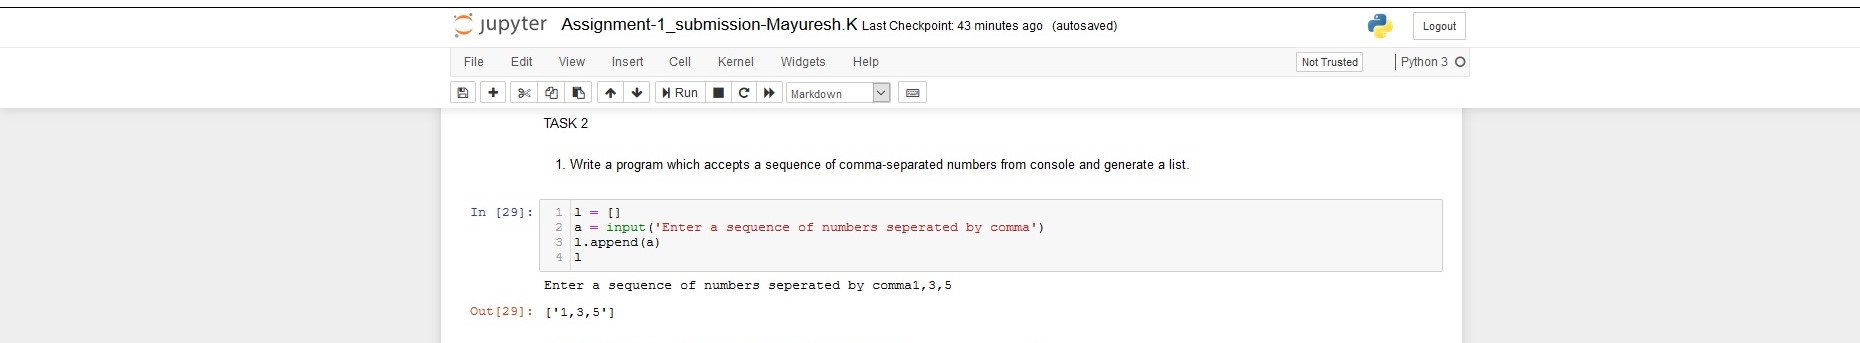 jupyter Assignment-1_submission-Mayuresh.K Last Checkpoint: 43 minutes ago (autosaved) Logout
File Edit View Insert Cell Kernel Widgets Help Not Trusted Python 3
Run Markdown
TASK 2
1. Write a program which accepts a sequence of comma-separated numbers from console and generate a list.
In [29]: 1 l = []
2 a = input('Enter a sequence of numbers seperated by comma')
3 l.append(a)
4 l
Enter a sequence of numbers seperated by comma1,3,5
Out[29]: ['1,3,5']